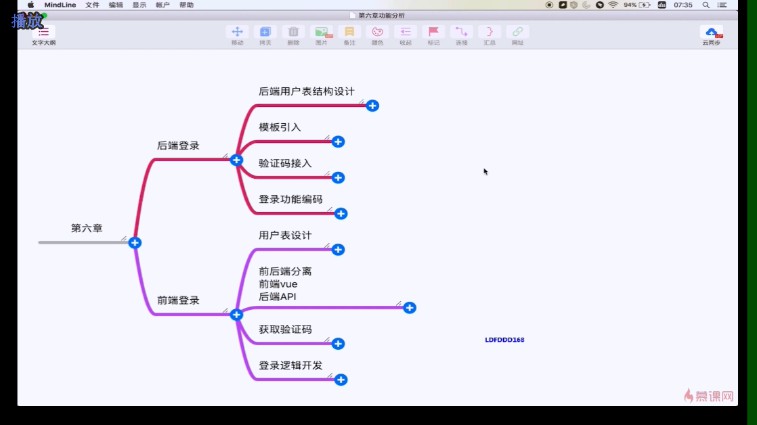 播放
MindLine 文件 编辑 显示 帐户 帮助
94%
07:35
第六章功能分析
文字大纲
移动
拷贝
删除
图片
备注
颜色
收起
标记
连接
汇总
网站
云同步
后端用户表结构设计
模板引入
后端登录
验证码接入
登录功能编码
第六章
用户表设计
前后端分离
前端vue
后端API
前端登录
获取验证码
登录逻辑开发
LDFDDD168
慕课网